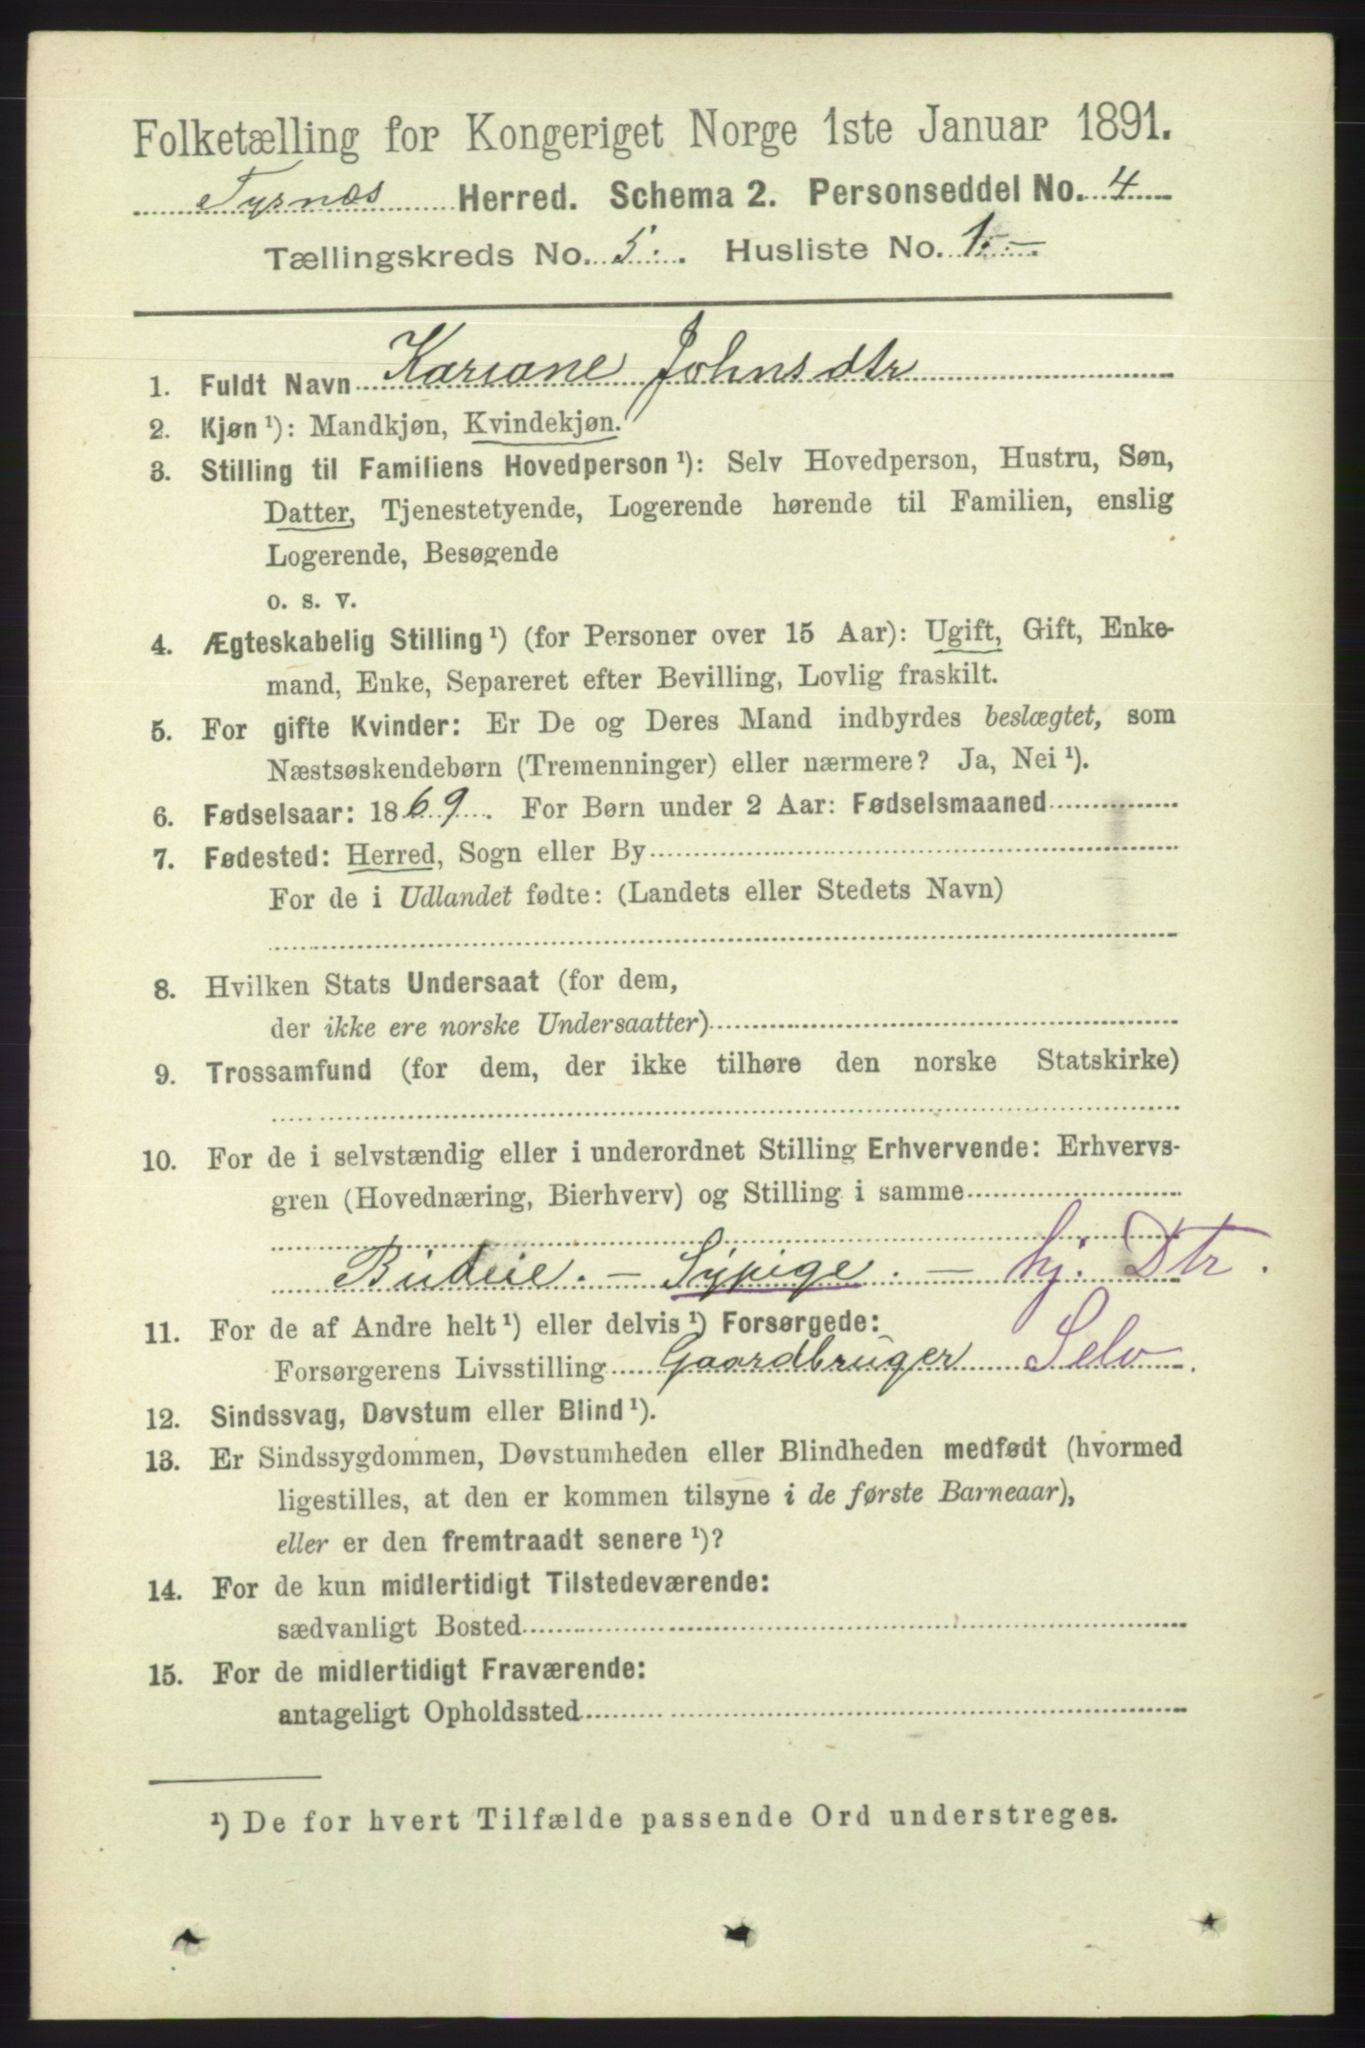 Folketælling for Kongeriget Norge 1ste Januar 1891.
Tysnæs Herred. Schema 2. Personseddel No. 4
Tællingskreds No. 5. Husliste No. 1.
1. Fuldt Navn Kariane Johnsdtr
2. Kjøn ¹): Mandkjøn, Kvindekjøn.
3. Stilling til Familiens Hovedperson ¹): Selv Hovedperson, Hustru, Søn,
Datter, Tjenestetyende, Logerende hørende til Familien, enslig
Logerende, Besøgende
o. s. v.
4. Ægteskabelig Stilling ¹) (for Personer over 15 Aar): Ugift, Gift, Enke-
mand, Enke, Separeret efter Bevilling, Lovlig fraskilt.
5. For gifte Kvinder: Er De og Deres Mand indbyrdes beslægtet, som
Næstsøskendebørn (Tremenninger) eller nærmere? Ja, Nei ¹).
6. Fødselsaar: 1869. For Børn under 2 Aar: Fødselsmaaned
7. Fødested: Herred, Sogn eller By
For de i Udlandet fødte: (Landets eller Stedets Navn)
8. Hvilken Stats Undersaat (for dem,
der ikke ere norske Undersaatter)
9. Trossamfund (for dem, der ikke tilhøre den norske Statskirke)
10. For de i selvstændig eller i underordnet Stilling Erhvervende: Erhvervs-
gren (Hovednæring, Bierhverv) og Stilling i samme
Budeie. — Sypige. — hj. Dtr.
11. For de af Andre helt ¹) eller delvis ¹) Forsørgede:
Forsørgerens Livsstilling Gaardbruger Selv.
12. Sindssvag, Døvstum eller Blind ¹).
13. Er Sindssygdommen, Døvstumheden eller Blindheden medfødt (hvormed
ligestilles, at den er kommen tilsyne i de første Barneaar),
eller er den fremtraadt senere ¹)?
14. For de kun midlertidigt Tilstedeværende:
sædvanligt Bosted
15. For de midlertidigt Fraværende:
antageligt Opholdssted
¹) De for hvert Tilfælde passende Ord understreges.